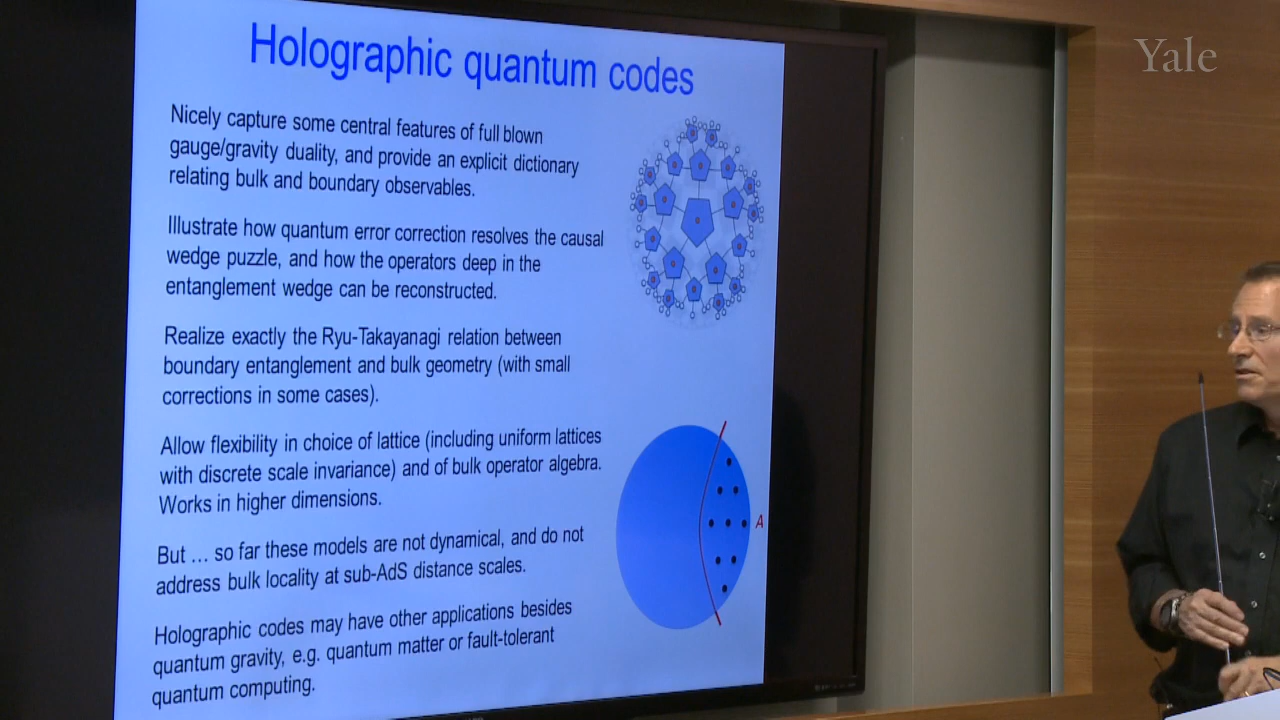 Holographic quantum codes
Yale
Nicely capture some central features of full blown
gauge/gravity duality, and provide an explicit dictionary
relating bulk and boundary observables.
Illustrate how quantum error correction resolves the causal
wedge puzzle, and how the operators deep in the
entanglement wedge can be reconstructed.
Realize exactly the Ryu-Takayanagi relation between
boundary entanglement and bulk geometry (with small
corrections in some cases).
Allow flexibility in choice of lattice (including uniform lattices
with discrete scale invariance) and of bulk operator algebra.
Works in higher dimensions.
A
But ... so far these models are not dynamical, and do not
address bulk locality at sub-AdS distance scales.
Holographic codes may have other applications besides
quantum gravity, e.g. quantum matter or fault-tolerant
quantum computing.